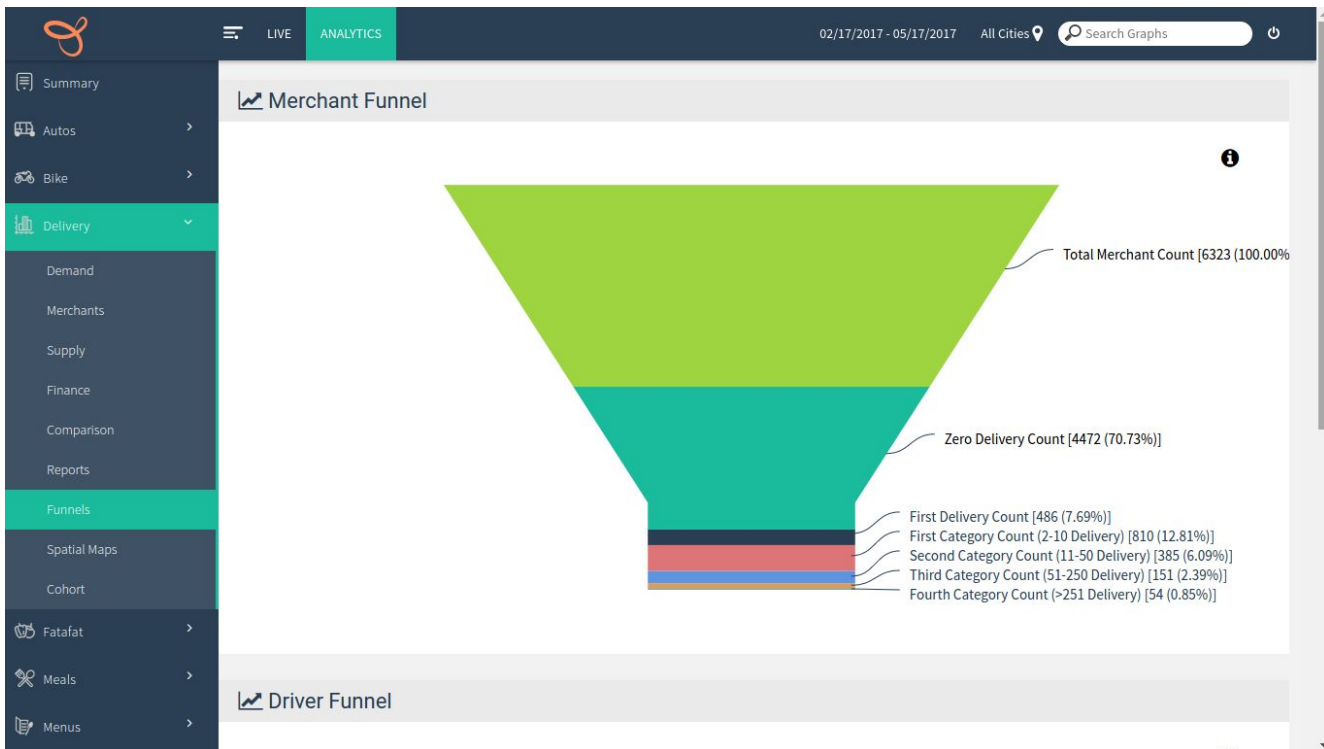 LIVE
ANALYTICS
02/17/2017 - 05/17/2017
All Cities
Search Graphs
Summary
Autos
Bike
Delivery
Demand
Merchants
Supply
Finance
Comparison
Reports
Funnels
Spatial Maps
Cohort
Fatafat
Meals
Menus
Merchant Funnel
Total Merchant Count [6323 (100.00%
Zero Delivery Count [4472 (70.73%)]
First Delivery Count [486 (7.69%)]
First Category Count (2-10 Delivery) [810 (12.81%)]
Second Category Count (11-50 Delivery) [385 (6.09%)]
Third Category Count (51-250 Delivery) [151 (2.39%)]
Fourth Category Count (>251 Delivery) [54 (0.85%)]
Driver Funnel